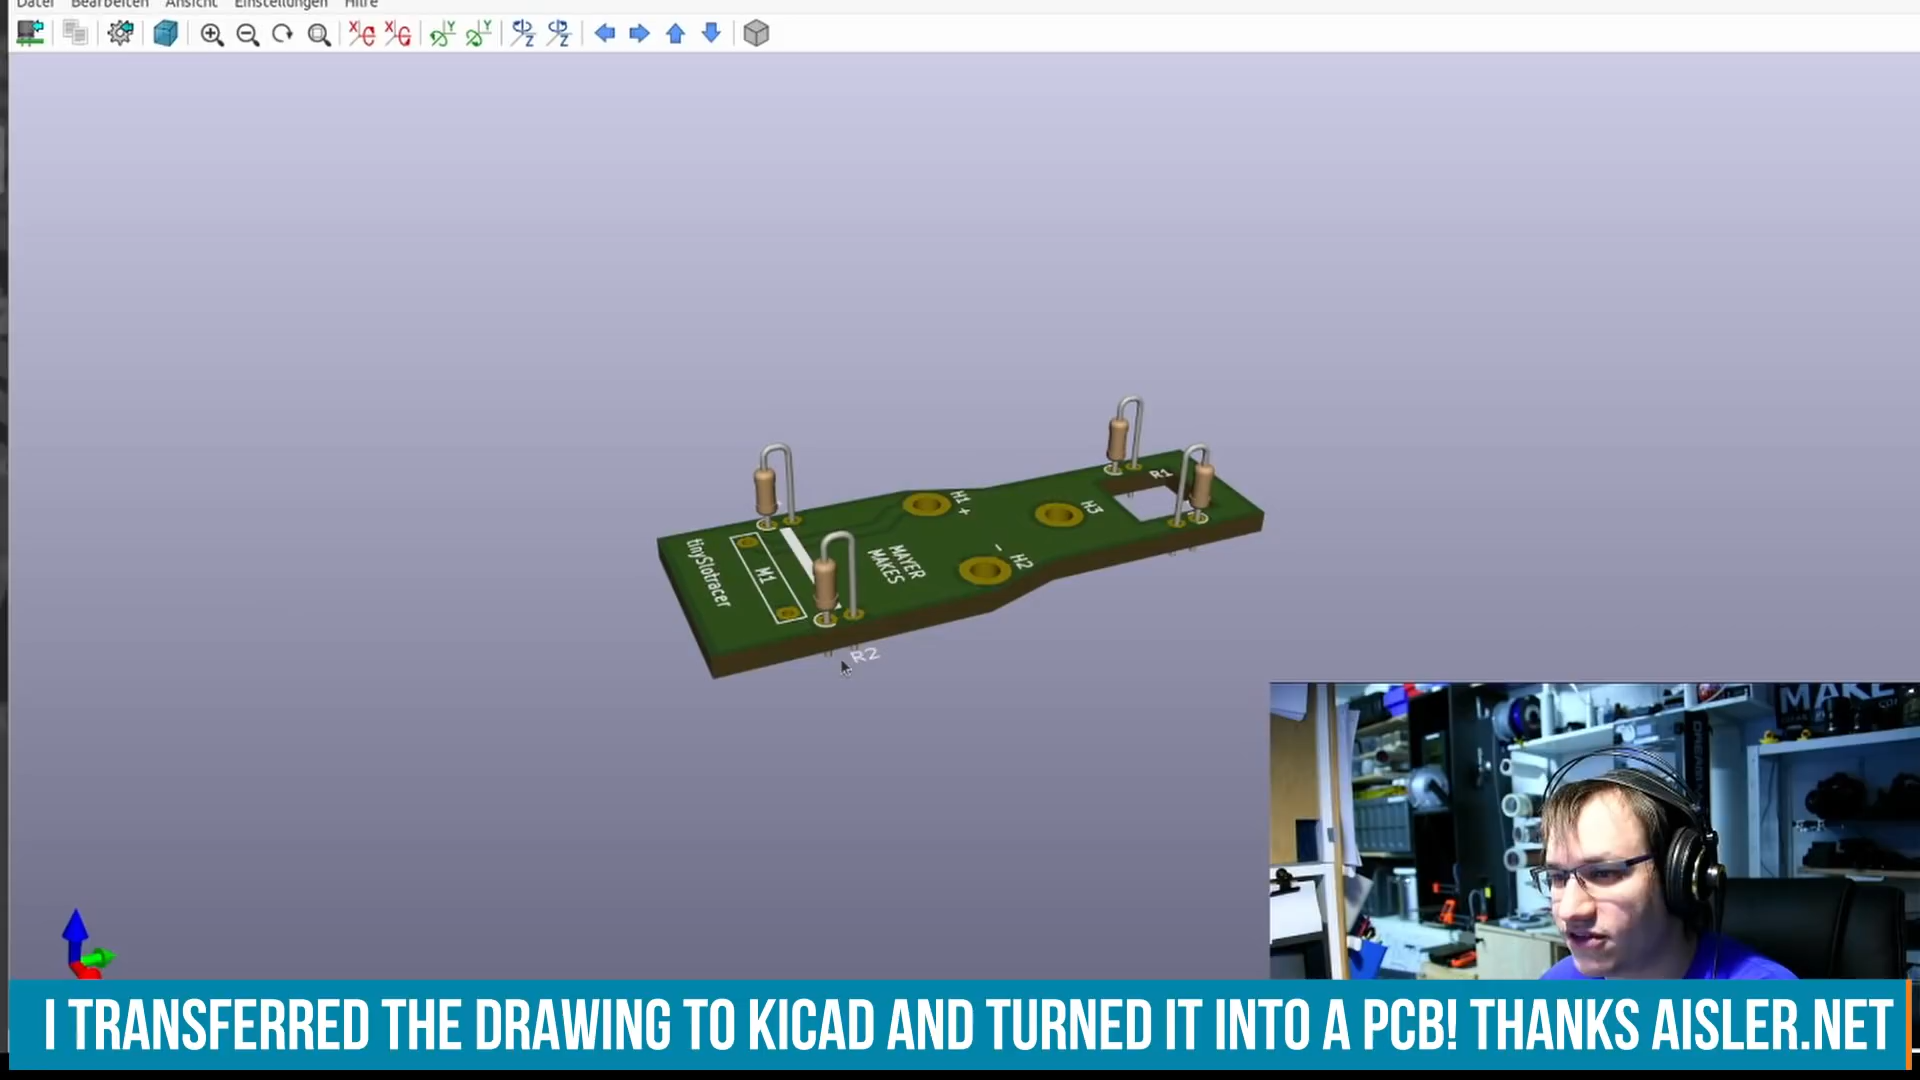 Datei Bearbeiten Ansicht Einstellungen Hilfe
X X Y Y Z Z
R1
H1
+
H3
MAYER
MAKES
-
H2
M1
tinySlotracer
R2
MAKE
I TRANSFERRED THE DRAWING TO KICAD AND TURNED IT INTO A PCB! THANKS AISLER.NET